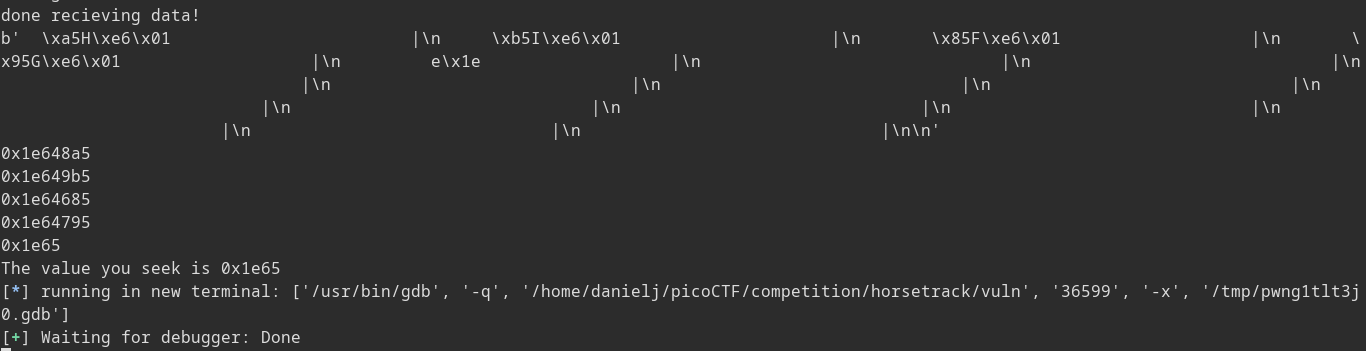 done recieving data!
b'  \xa5H\xe6\x01                        |\n     \xb5I\xe6\x01                     |\n       \x85F\xe6\x01                   |\n       \
x95G\xe6\x01                   |\n         e\x1e                   |\n                              |\n                              |\n
                              |\n                              |\n                              |\n                              |\n
                          |\n                              |\n                              |\n                              |\n
                      |\n                              |\n                              |\n\n'
0x1e648a5
0x1e649b5
0x1e64685
0x1e64795
0x1e65
The value you seek is 0x1e65
[*] running in new terminal: ['/usr/bin/gdb', '-q', '/home/danielj/picoCTF/competition/horsetrack/vuln', '36599', '-x', '/tmp/pwng1tlt3j
0.gdb']
[+] Waiting for debugger: Done